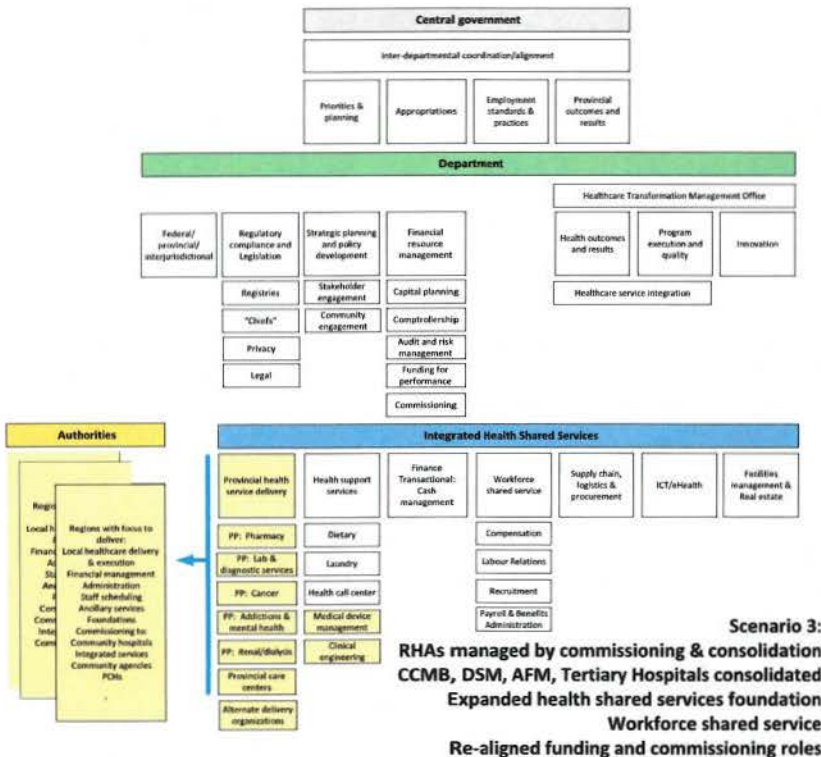 Central government
Inter-departmental coordination/alignment
Priorities &
planning
Appropriations
Employment
standards &
practices
Provincial
outcomes and
results
Department
Healthcare Transformation Management Office
Federal/
provincial/
interjurisdictional
Regulatory
compliance and
Legislation
Strategic planning
and policy
development
Financial
resource
management
Health outcomes
and results
Program
execution and
quality
Innovation
Registries
"Chiefs"
Privacy
Legal
Stakeholder
engagement
Community
engagement
Capital planning
Comptrollership
Audit and risk
management
Funding for
performance
Commissioning
Healthcare service integration
Authorities
Regions with focus to
deliver:
Local healthcare delivery
& execution
Financial management
Administration
Staff scheduling
Ancillary services
Foundations
Commissioning to:
Community hospitals
Integrated services
Community agencies
PCHs
Integrated Health Shared Services
Provincial health
service delivery
PP: Pharmacy
PP: Lab &
diagnostic services
PP: Cancer
PP: Addictions &
mental health
PP: Renal/dialysis
Provincial care
centers
Alternate delivery
organizations
Health support
services
Dietary
Laundry
Health call center
Medical device
management
Clinical
engineering
Finance
Transactional:
Cash
management
Workforce
shared service
Compensation
Labour Relations
Recruitment
Payroll & Benefits
Administration
Supply chain,
logistics &
procurement
ICT/eHealth
Facilities
management &
Real estate
Scenario 3:
RHAs managed by commissioning & consolidation
CCMB, DSM, AFM, Tertiary Hospitals consolidated
Expanded health shared services foundation
Workforce shared service
Re-aligned funding and commissioning roles